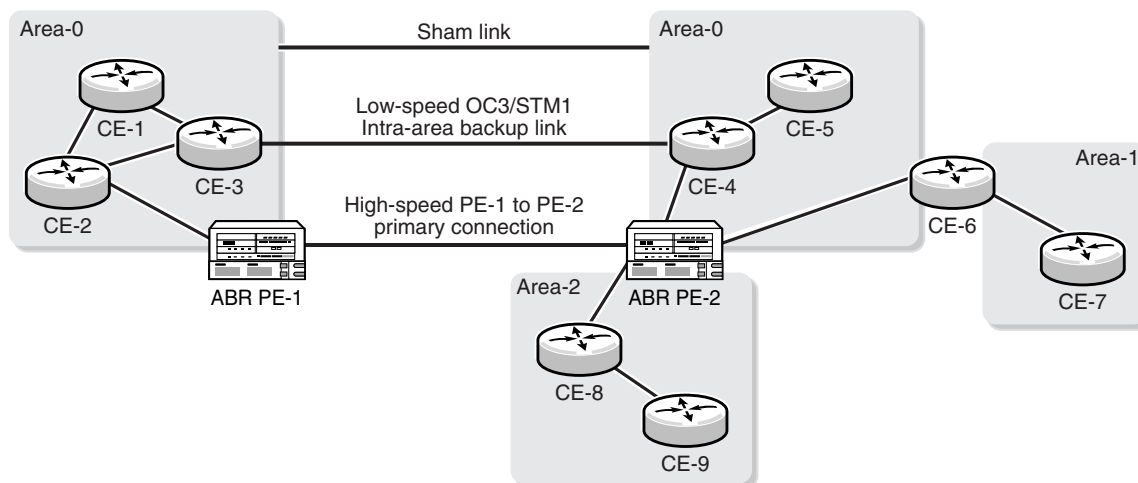 Area-0
Sham link
Area-0
CE-1
Low-speed OC3/STM1
Intra-area backup link
CE-5
Area-1
CE-3
CE-4
CE-2
High-speed PE-1 to PE-2
primary connection
CE-6
CE-7
ABR PE-1
Area-2
ABR PE-2
CE-8
CE-9